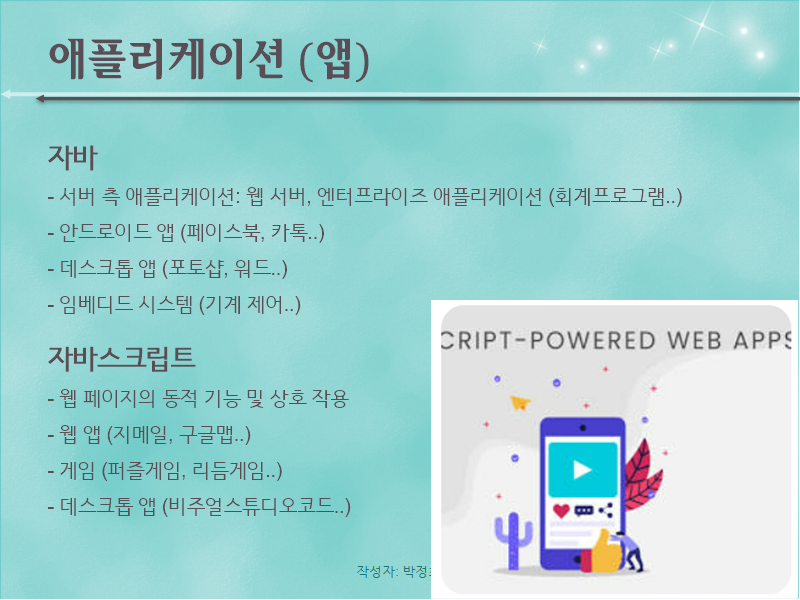 애플리케이션 (앱)
자바
- 서버 측 애플리케이션: 웹 서버, 엔터프라이즈 애플리케이션 (회계프로그램..)
- 안드로이드 앱 (페이스북, 카톡..)
- 데스크톱 앱 (포토샵, 워드..)
- 임베디드 시스템 (기계 제어..)
CRIPT-POWERED WEB APPS
자바스크립트
- 웹 페이지의 동적 기능 및 상호 작용
- 웹 앱 (지메일, 구글맵..)
- 게임 (퍼즐게임, 리듬게임..)
- 데스크톱 앱 (비주얼스튜디오코드..)
작성자: